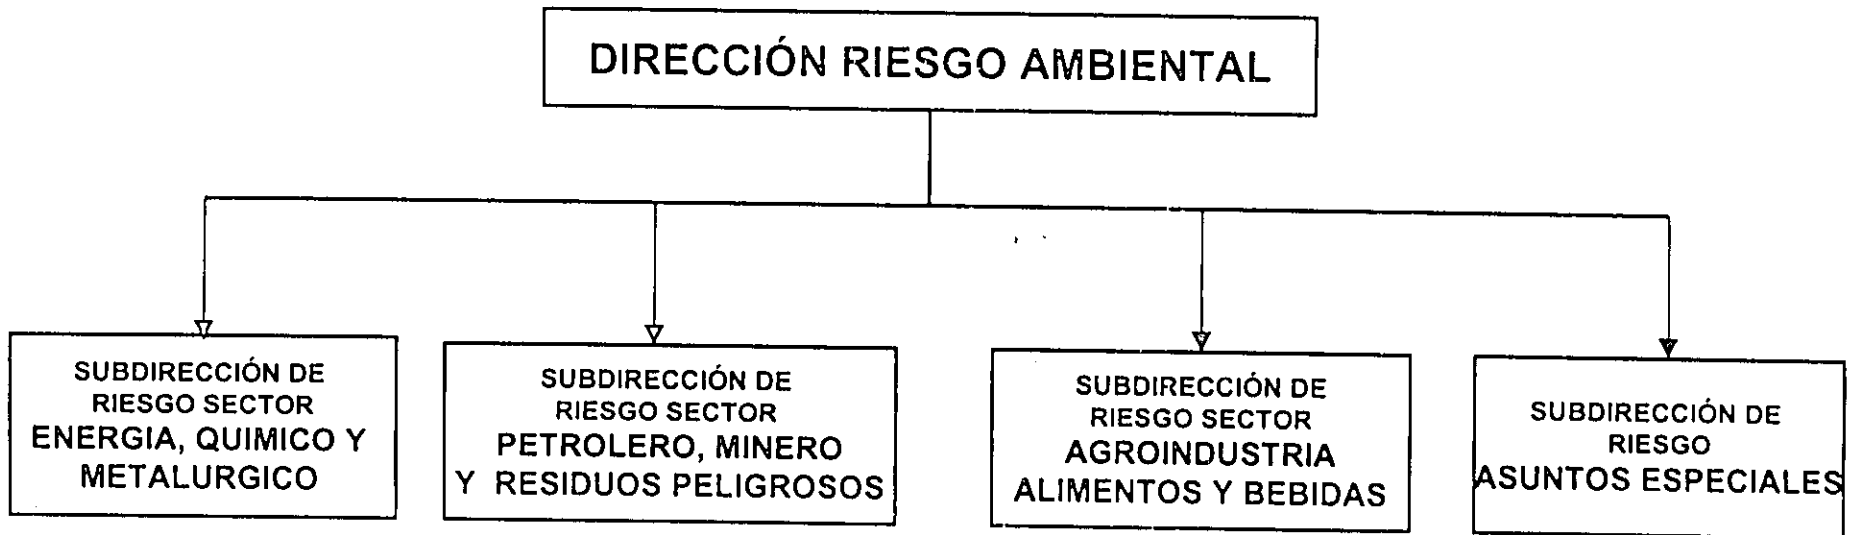 DIRECCIÓN RIESGO AMBIENTAL
SUBDIRECCIÓN DE
RIESGO SECTOR
ENERGIA, QUIMICO Y
METALURGICO
SUBDIRECCIÓN DE
RIESGO SECTOR
PETROLERO, MINERO
Y RESIDUOS PELIGROSOS
SUBDIRECCIÓN DE
RIESGO SECTOR
AGROINDUSTRIA
ALIMENTOS Y BEBIDAS
SUBDIRECCIÓN DE
RIESGO
ASUNTOS ESPECIALES